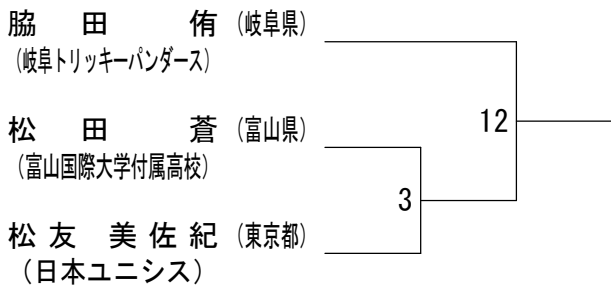 脇田 侑 (岐阜県)
(岐阜トリッキーパンダース)
12
松田 蒼 (富山県)
(富山国際大学付属高校)
3
松友 美佐紀 (東京都)
(日本ユニシス)